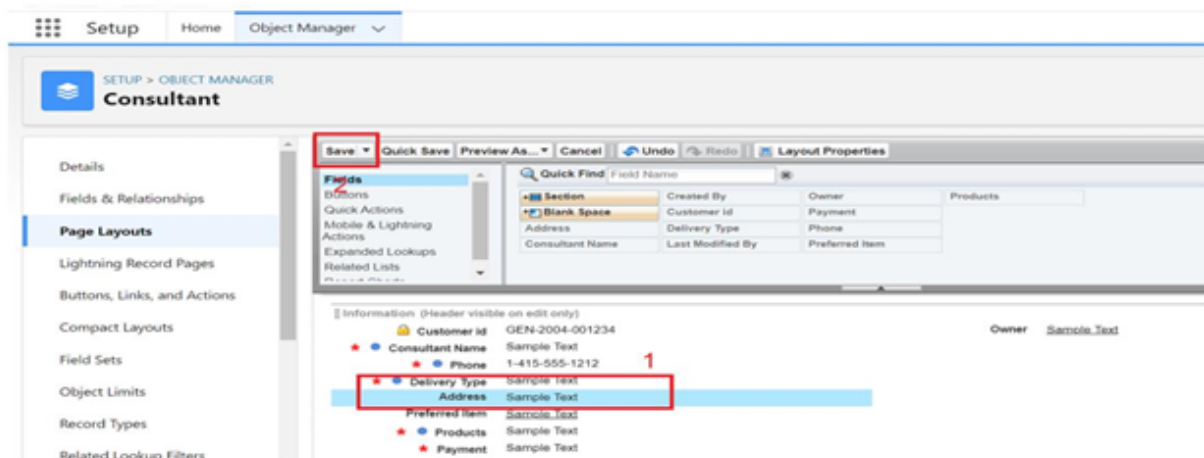 Setup Home Object Manager
SETUP > OBJECT MANAGER
Consultant
Details
Fields & Relationships
Page Layouts
Lightning Record Pages
Buttons, Links, and Actions
Compact Layouts
Field Sets
Object Limits
Record Types
Related Lookup Filters
Save Quick Save Preview As... Cancel Undo Redo Layout Properties
2
Fields
Buttons
Quick Actions
Mobile & Lightning
Actions
Expanded Lookups
Related Lists
Report Charts
Quick Find Field Name
Section Created By Owner Products
Blank Space Customer id Payment
Address Delivery Type Phone
Consultant Name Last Modified By Preferred Item
Information (Header visible on edit only)
Customer id GEN-2004-001234 Owner Sample Text
Consultant Name Sample Text
Phone 1-415-555-1212 1
Delivery Type Sample Text
Address Sample Text
Preferred Item Sample Text
Products Sample Text
Payment Sample Text